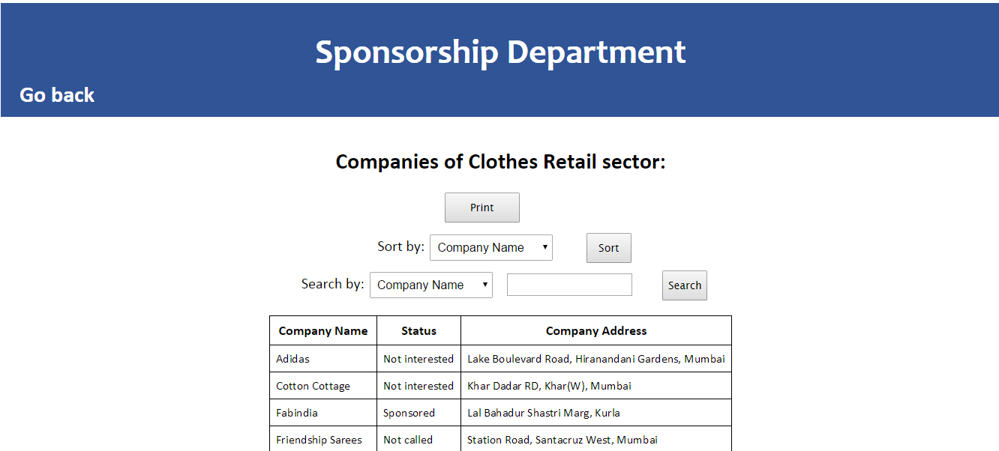 Sponsorship Department
Go back
Companies of Clothes Retail sector:
Print
Sort by: Company Name Sort
Search by: Company Name Search
Company Name Status Company Address
Adidas Not interested Lake Boulevard Road, Hiranandani Gardens, Mumbai
Cotton Cottage Not interested Khar Dadar RD, Khar(W), Mumbai
Fabindia Sponsored Lal Bahadur Shastri Marg, Kurla
Friendship Sarees Not called Station Road, Santacruz West, Mumbai